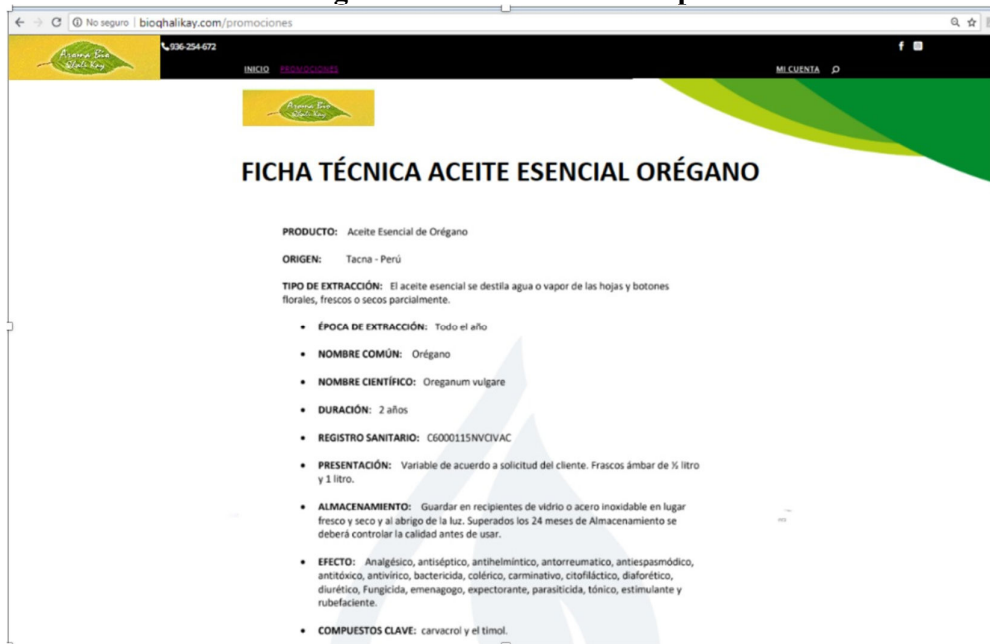 No seguro | bioqhalikay.com/promociones
936-254-672
INICIO PROMOCIONES
MI CUENTA
FICHA TÉCNICA ACEITE ESENCIAL ORÉGANO
PRODUCTO: Aceite Esencial de Orégano
ORIGEN: Tacna - Perú
TIPO DE EXTRACCIÓN: El aceite esencial se destila agua o vapor de las hojas y botones
florales, frescos o secos parcialmente.
• ÉPOCA DE EXTRACCIÓN: Todo el año
• NOMBRE COMÚN: Orégano
• NOMBRE CIENTÍFICO: Oreganum vulgare
• DURACIÓN: 2 años
• REGISTRO SANITARIO: C6000115NVCIVAC
• PRESENTACIÓN: Variable de acuerdo a solicitud del cliente. Frascos ámbar de ½ litro
y 1 litro.
• ALMACENAMIENTO: Guardar en recipientes de vidrio o acero inoxidable en lugar
fresco y seco y al abrigo de la luz. Superados los 24 meses de Almacenamiento se
deberá controlar la calidad antes de usar.
• EFECTO: Analgésico, antiséptico, antihelmíntico, antorreumatico, antiespasmódico,
antitóxico, antivírico, bactericida, colérico, carminativo, citofiláctico, diaforético,
diurético, Fungicida, emenagogo, expectorante, parasiticida, tónico, estimulante y
rubefaciente.
• COMPUESTOS CLAVE: carvacrol y el timol.